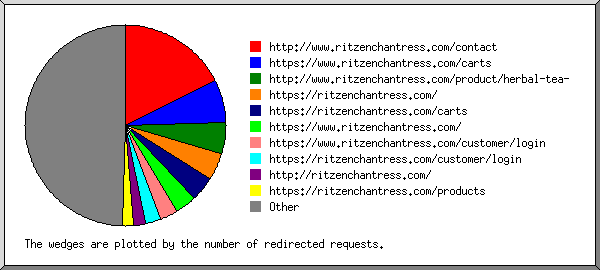 http://www.ritzenchantress.com/contact
http://www.ritzenchantress.com/carts
http://www.ritzenchantress.com/product/herbal-tea-
https://ritzenchantress.com/
https://ritzenchantress.com/carts
https://www.ritzenchantress.com/
https://www.ritzenchantress.com/customer/login
https://ritzenchantress.com/customer/login
http://ritzenchantress.com/
https://ritzenchantress.com/products
Other
The wedges are plotted by the number of redirected requests.